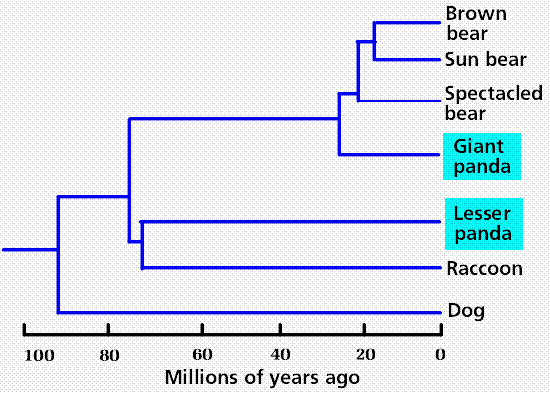 Brown
bear
Sun bear
Spectacled
bear
Giant
panda
Lesser
panda
Raccoon
Dog
100 80 60 40 20 0
Millions of years ago